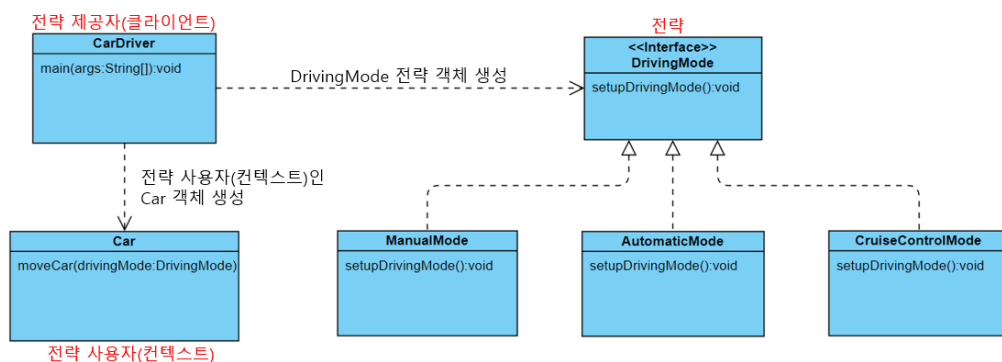 전략 제공자(클라이언트)
CarDriver
main(args:String[]):void
DrivingMode 전략 객체 생성
전략
<<Interface>>
DrivingMode
setupDrivingMode():void
전략 사용자(컨텍스트)인
Car 객체 생성
Car
moveCar(drivingMode:DrivingMode)
전략 사용자(컨텍스트)
ManualMode
setupDrivingMode():void
AutomaticMode
setupDrivingMode():void
CruiseControlMode
setupDrivingMode():void